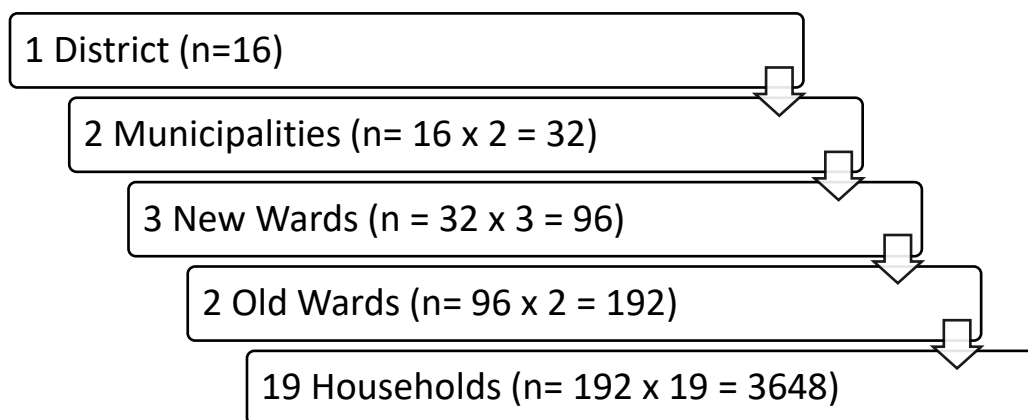 1 District (n=16)
2 Municipalities (n= 16 x 2 = 32)
3 New Wards (n = 32 x 3 = 96)
2 Old Wards (n= 96 x 2 = 192)
19 Households (n= 192 x 19 = 3648)